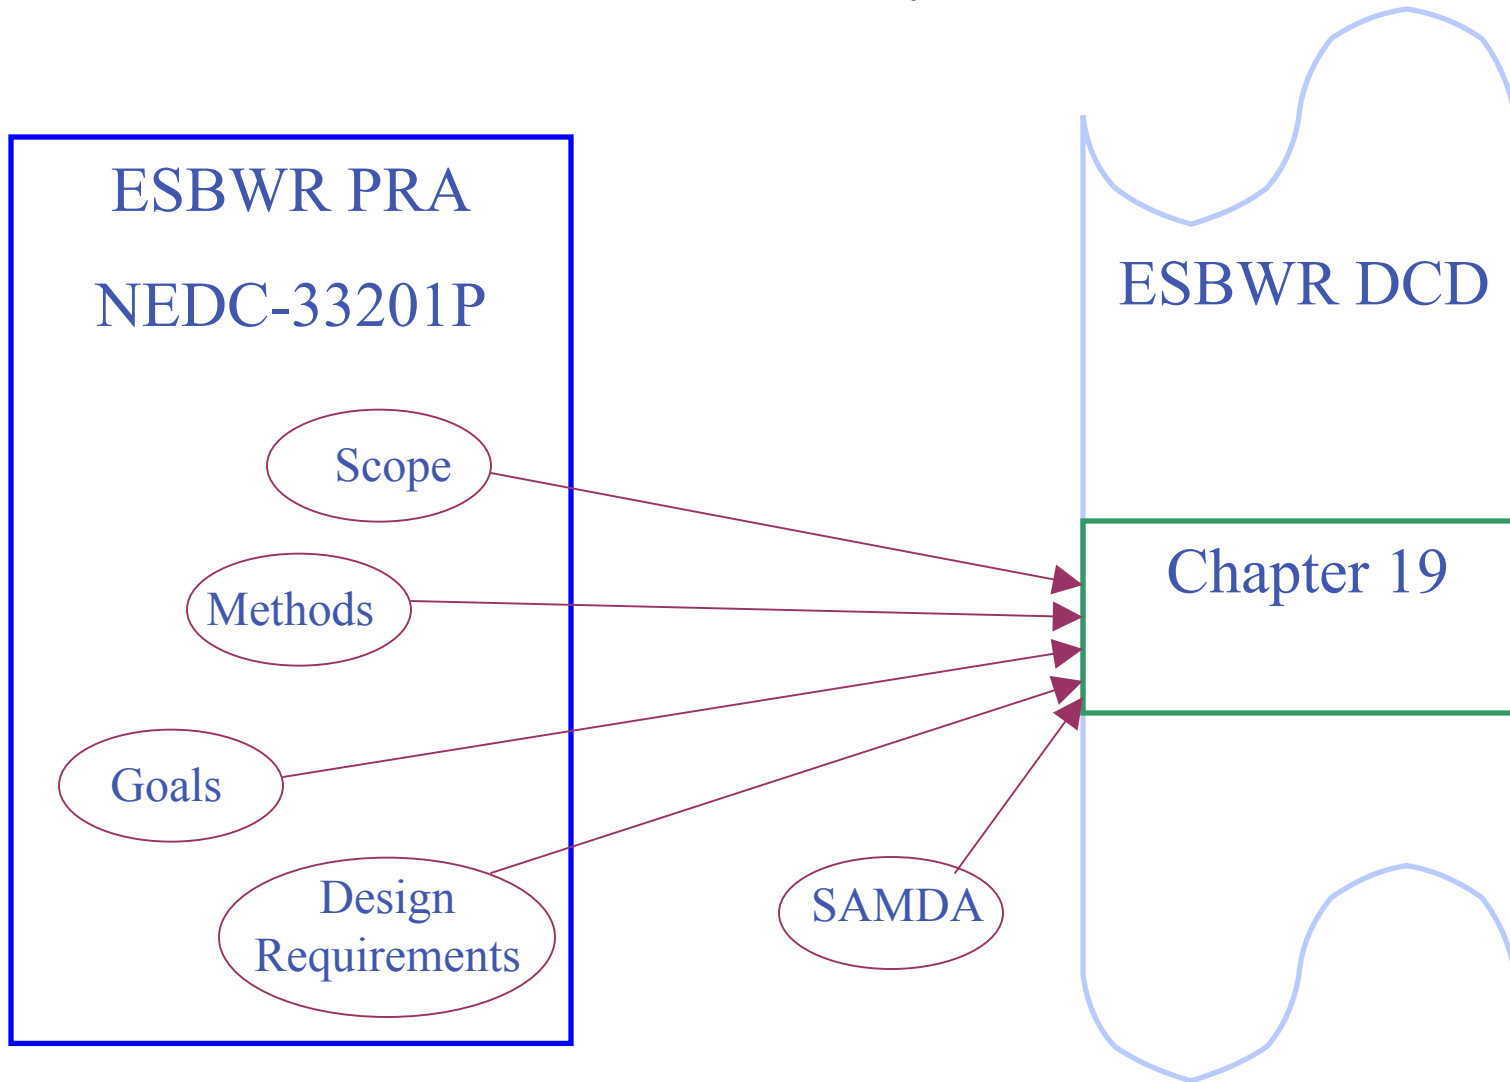 ESBWR PRA
NEDC-33201P
Scope
Methods
Goals
Design
Requirements
SAMDA
ESBWR DCD
Chapter 19